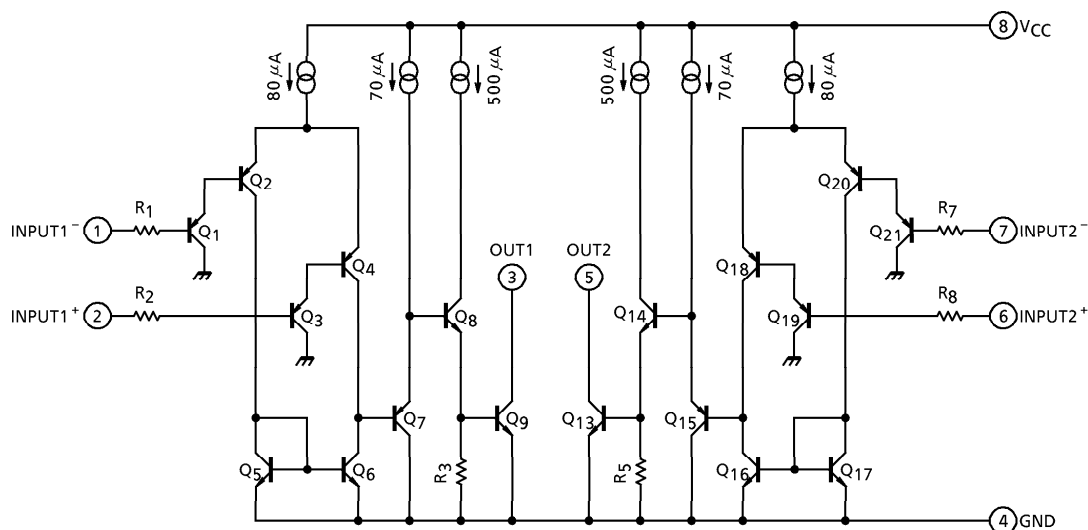 8 VCC
80 μA
70 μA
500 μA
500 μA
70 μA
80 μA
Q2
Q20
R1
R7
INPUT1− 1
Q1
Q21
7 INPUT2−
Q4
OUT1
OUT2
Q18
3
5
R2
R8
INPUT1+ 2
Q3
Q8
Q14
Q19
6 INPUT2+
Q7
Q9
Q13
Q15
Q5
Q6
R3
R5
Q16
Q17
4 GND